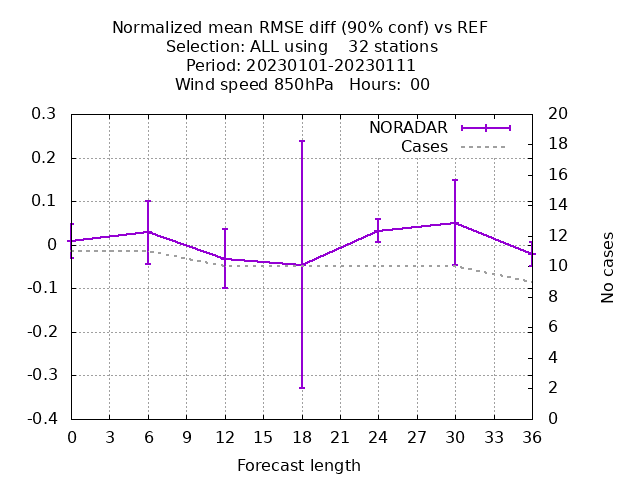 Normalized mean RMSE diff (90% conf) vs REF
Selection: ALL using    32 stations
Period: 20230101-20230111
Wind speed 850hPa   Hours: 00
NORADAR
Cases
0.3
0.2
0.1
0
-0.1
-0.2
-0.3
-0.4
20
18
16
14
12
10
8
6
4
2
0
No cases
0 3 6 9 12 15 18 21 24 27 30 33 36
Forecast length